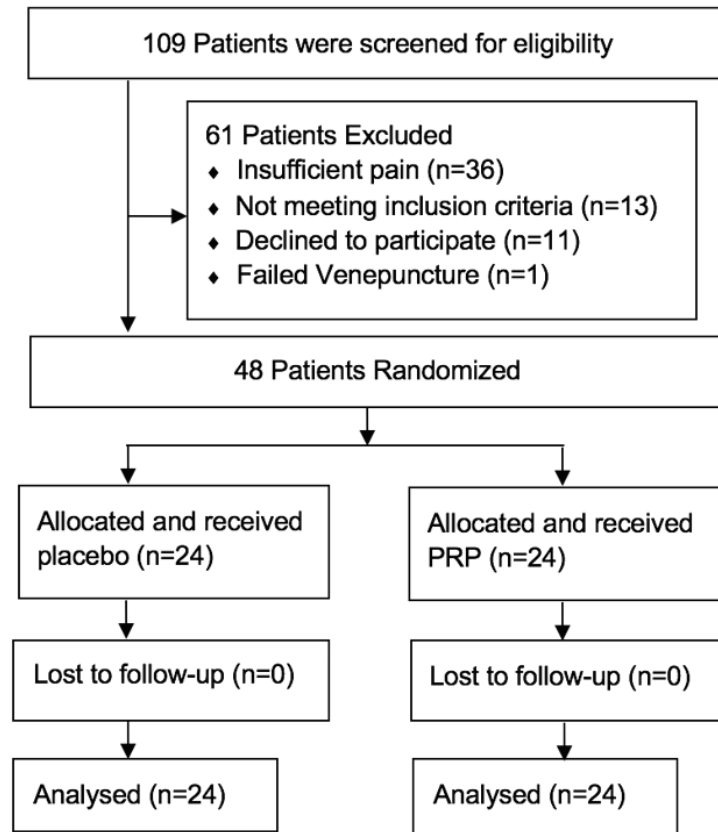 109 Patients were screened for eligibility
61 Patients Excluded
♦ Insufficient pain (n=36)
♦ Not meeting inclusion criteria (n=13)
♦ Declined to participate (n=11)
♦ Failed Venepuncture (n=1)
48 Patients Randomized
Allocated and received
placebo (n=24)
Allocated and received
PRP (n=24)
Lost to follow-up (n=0)
Lost to follow-up (n=0)
Analysed (n=24)
Analysed (n=24)